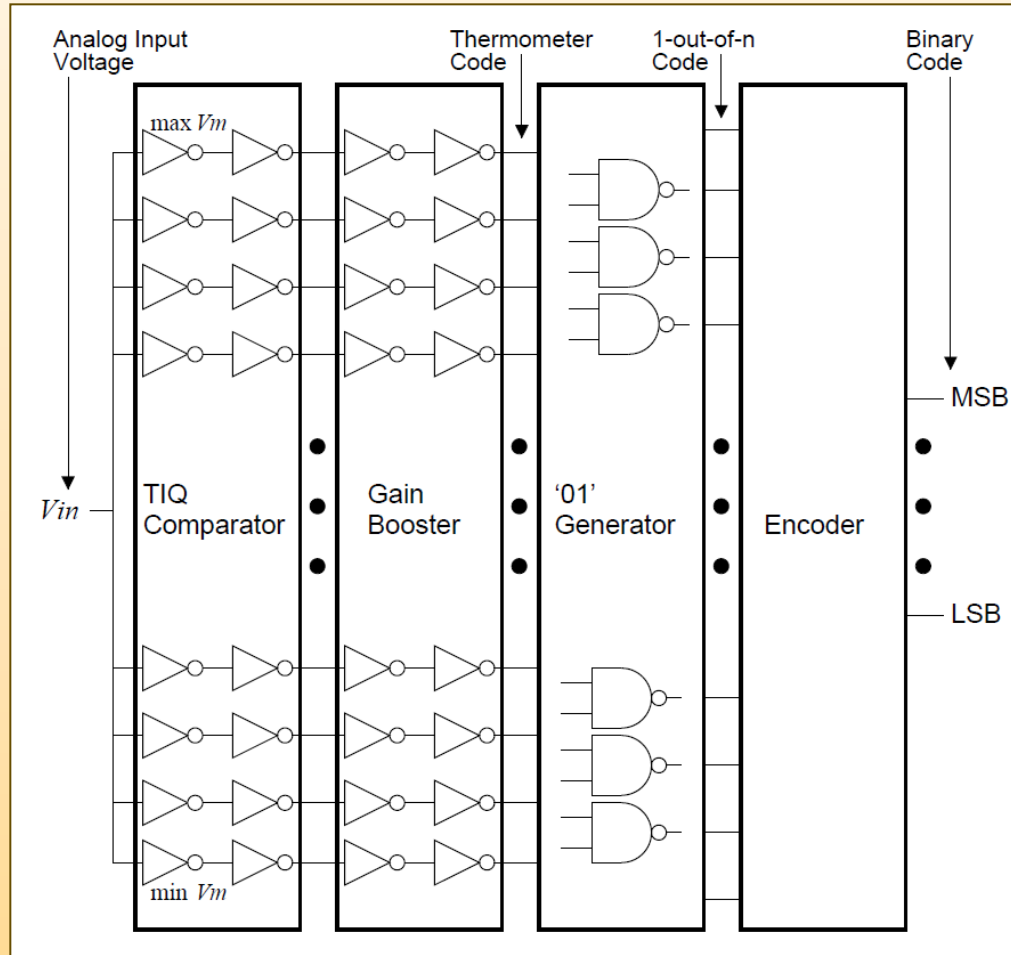 Analog Input
Voltage
Thermometer
Code
1-out-of-n
Code
Binary
Code
max Vm
MSB
Vin
TIQ
Comparator
Gain
Booster
'01'
Generator
Encoder
LSB
min Vm